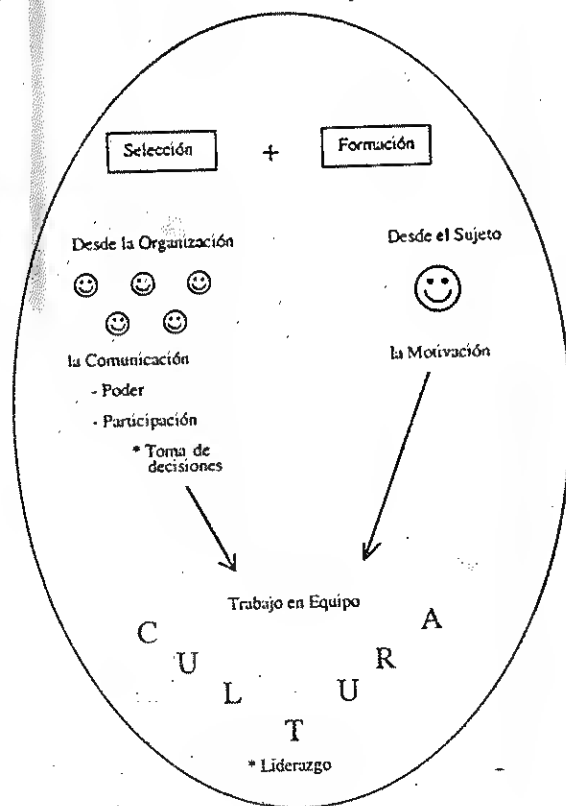 Selección + Formación
Desde la Organización
la Comunicación
- Poder
- Participación
* Toma de
decisiones
Desde el Sujeto
la Motivación
Trabajo en Equipo
CULTURA
* Liderazgo